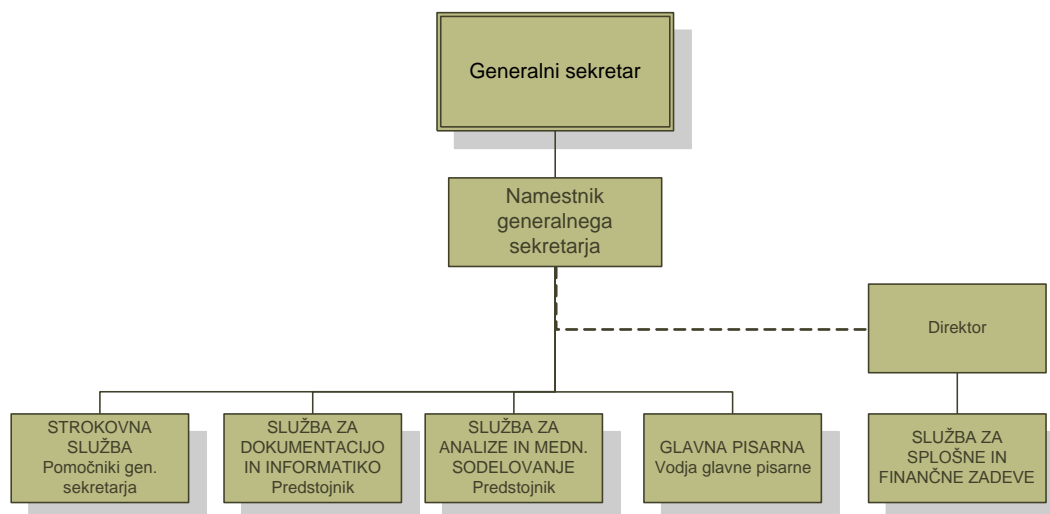 Generalni sekretar
Namestnik
generalnega
sekretarja
Direktor
STROKOVNA
SLUŽBA
Pomočniki gen.
sekretarja
SLUŽBA ZA
DOKUMENTACIJO
IN INFORMATIKO
Predstojnik
SLUŽBA ZA
ANALIZE IN MEDN.
SODELOVANJE
Predstojnik
GLAVNA PISARNA
Vodja glavne pisarne
SLUŽBA ZA
SPLOŠNE IN
FINANČNE ZADEVE